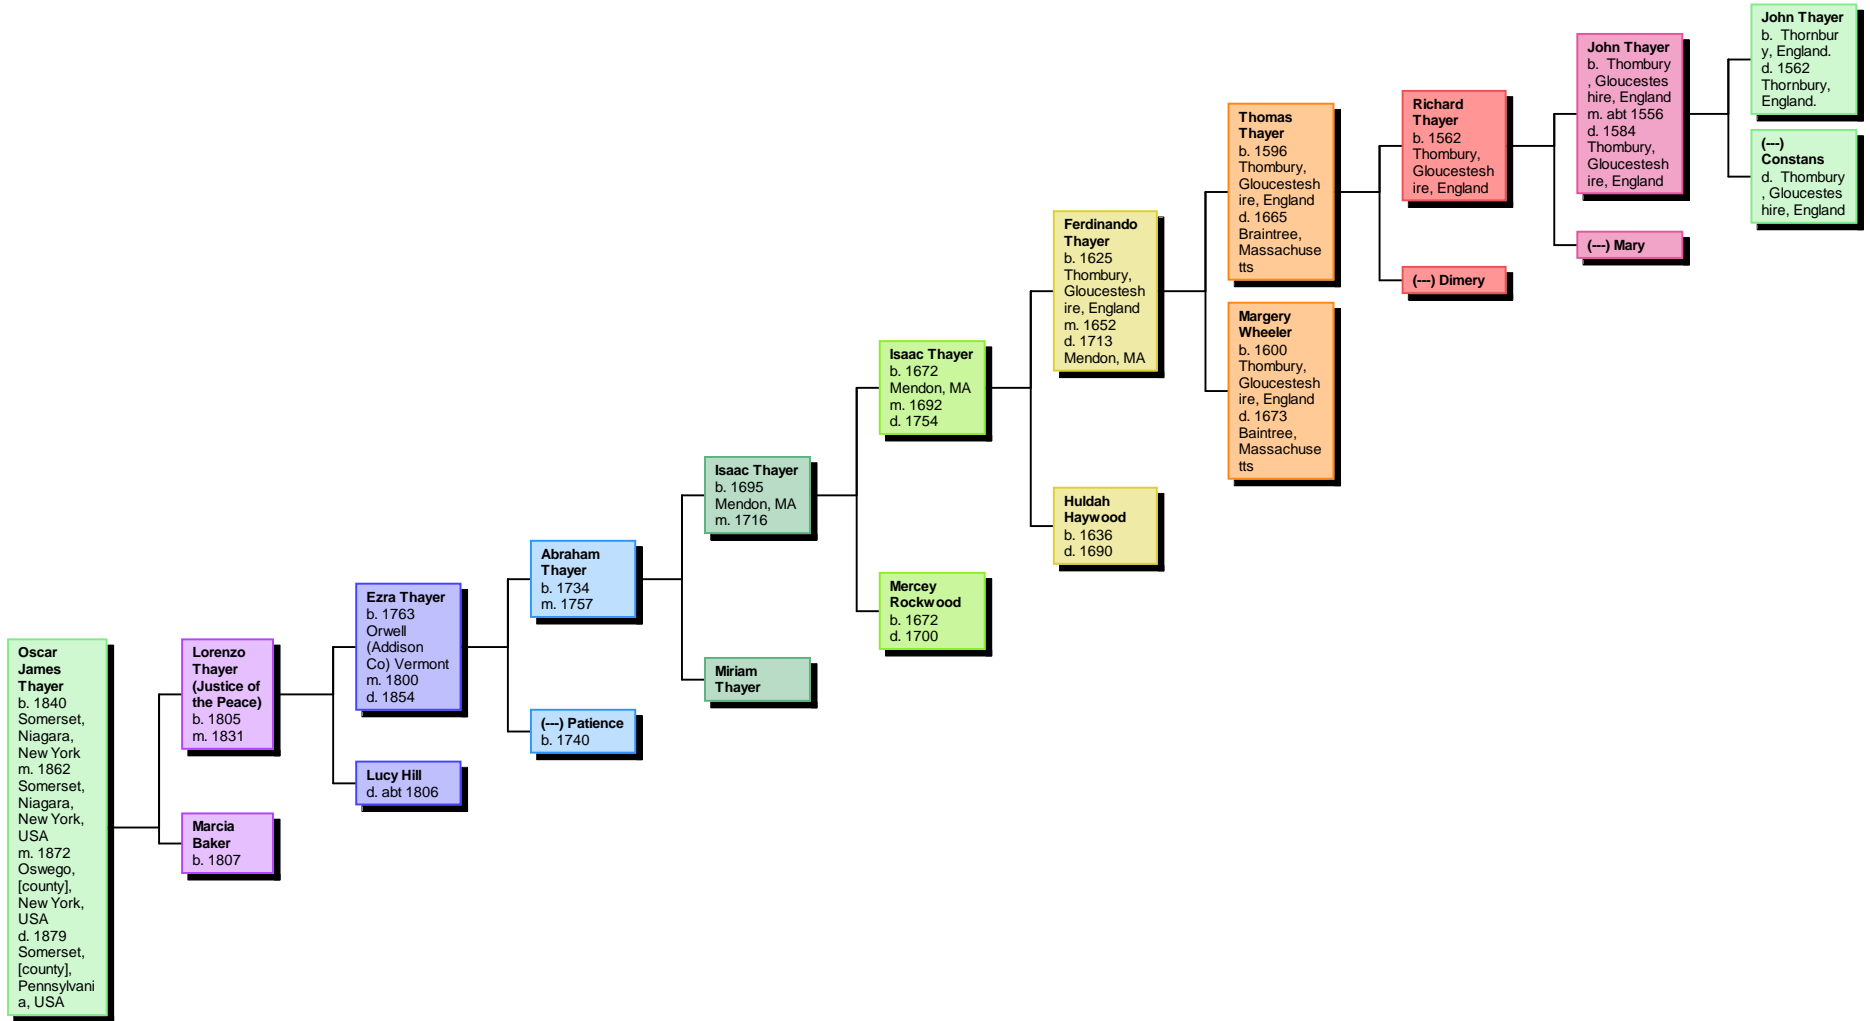 Oscar
James
Thayer
b. 1840
Somerset,
Niagara,
New York
m. 1862
Somerset,
Niagara,
New York,
USA
m. 1872
Oswego,
[county],
New York,
USA
d. 1879
Somerset,
[county],
Pennsylvani
a, USA
Lorenzo
Thayer
(Justice of
the Peace)
b. 1805
m. 1831
Marcia
Baker
b. 1807
Ezra Thayer
b. 1763
Orwell
(Addison
Co) Vermont
m. 1800
d. 1854
Lucy Hill
d. abt 1806
Abraham
Thayer
b. 1734
m. 1757
(---) Patience
b. 1740
Isaac Thayer
b. 1695
Mendon, MA
m. 1716
Miriam
Thayer
Isaac Thayer
b. 1672
Mendon, MA
m. 1692
d. 1754
Mercey
Rockwood
b. 1672
d. 1700
Ferdinando
Thayer
b. 1625
Thombury,
Gloucestesh
ire, England
m. 1652
d. 1713
Mendon, MA
Huldah
Haywood
b. 1636
d. 1690
Thomas
Thayer
b. 1596
Thombury,
Gloucestesh
ire, England
d. 1665
Braintree,
Massachuse
tts
Margery
Wheeler
b. 1600
Thombury,
Gloucestesh
ire, England
d. 1673
Baintree,
Massachuse
tts
Richard
Thayer
b. 1562
Thombury,
Gloucestesh
ire, England
(---) Dimery
John Thayer
b. Thombury
, Gloucestes
hire, England
m. abt 1556
d. 1584
Thombury,
Gloucestesh
ire, England
(---) Mary
John Thayer
b. Thornbur
y, England.
d. 1562
Thornbury,
England.
(---)
Constans
d. Thombury
, Gloucestes
hire, England